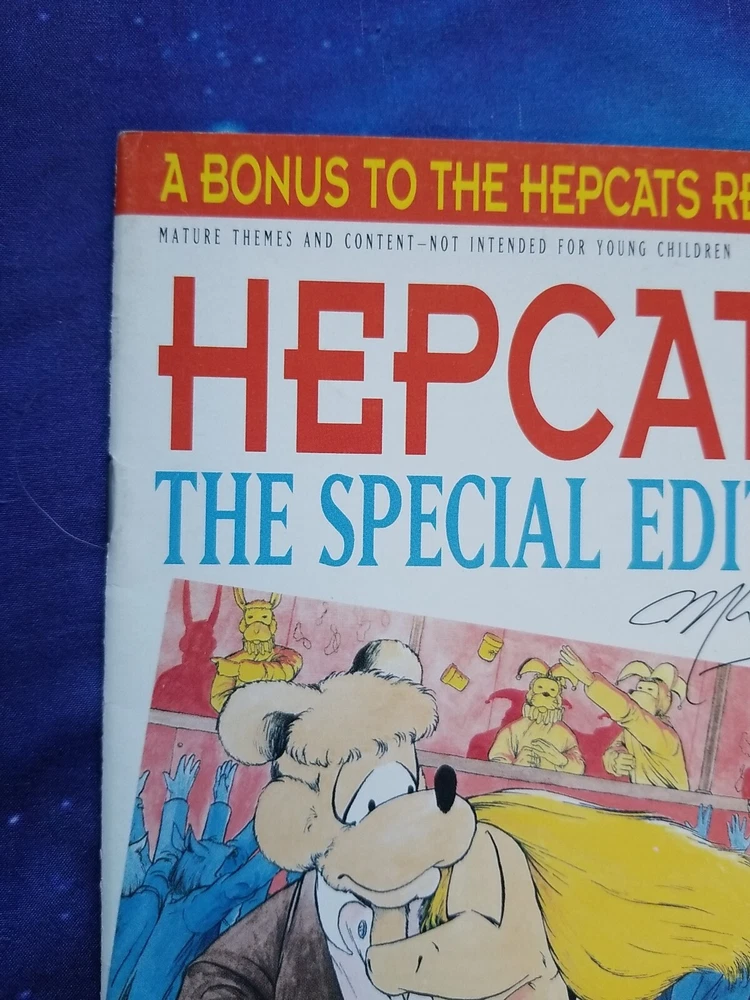 A BONUS TO THE HEPCATS RE
MATURE THEMES AND CONTENT–NOT INTENDED FOR YOUNG CHILDREN
HEPCAT
THE SPECIAL EDIT